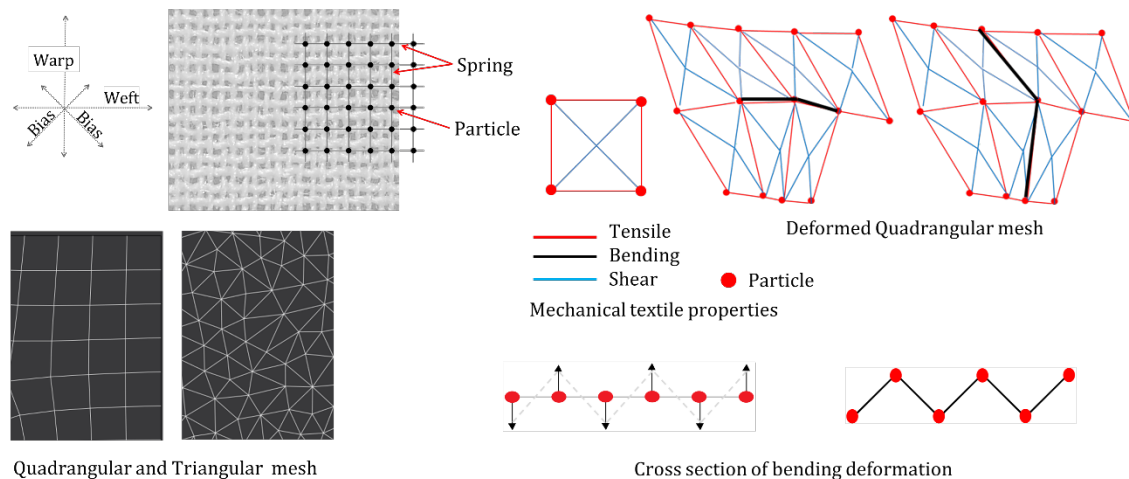 Warp
Weft
Bias
Bias
Spring
Particle
Deformed Quadrangular mesh
Tensile
Bending
Shear
Particle
Mechanical textile properties
Quadrangular and Triangular mesh
Cross section of bending deformation